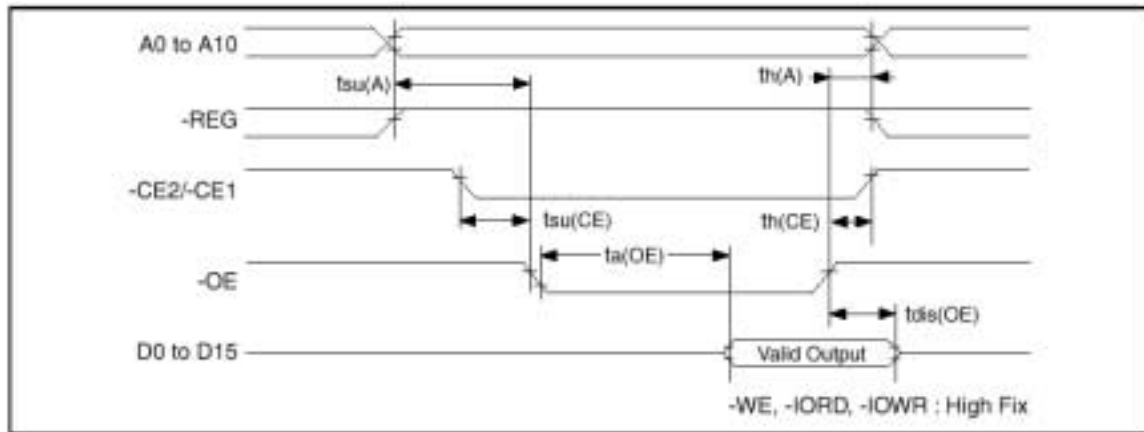 A0 to A10
tsu(A)
th(A)
-REG
-CE2/-CE1
tsu(CE)
th(CE)
ta(OE)
-OE
tdis(OE)
D0 to D15
Valid Output
-WE, -IORD, -IOWR : High Fix